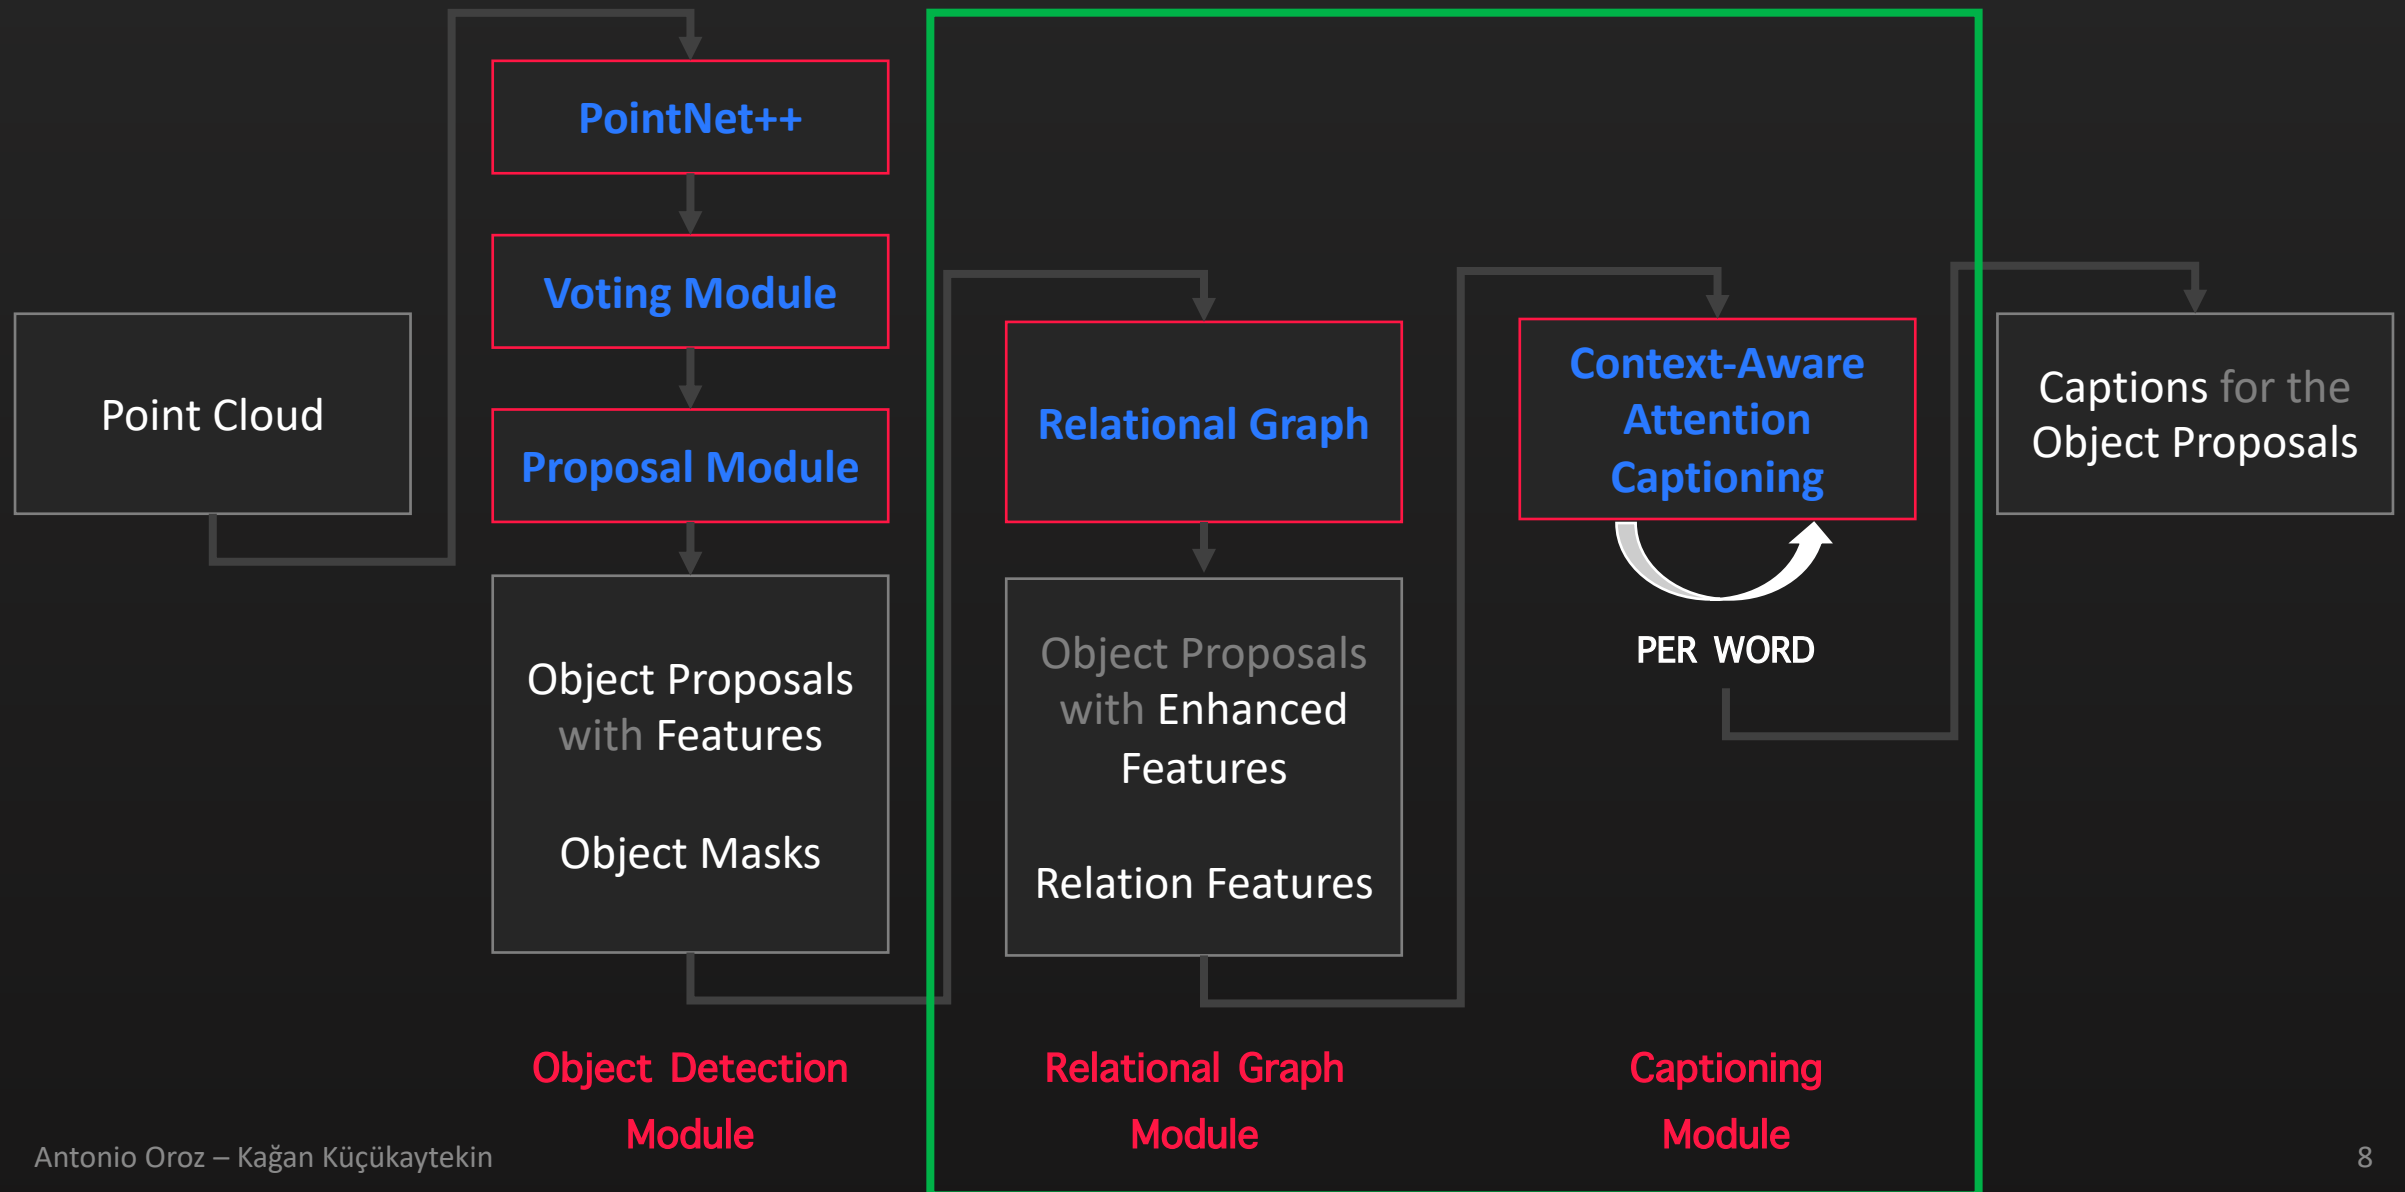 Point Cloud
PointNet++
Voting Module
Proposal Module
Object Proposals
with Features
Object Masks
Object Detection
Module
Relational Graph
Object Proposals
with Enhanced
Features
Relation Features
Relational Graph
Module
Context-Aware
Attention
Captioning
PER WORD
Captioning
Module
Captions for the
Object Proposals
Antonio Oroz – Kağan Küçükaytekin
8